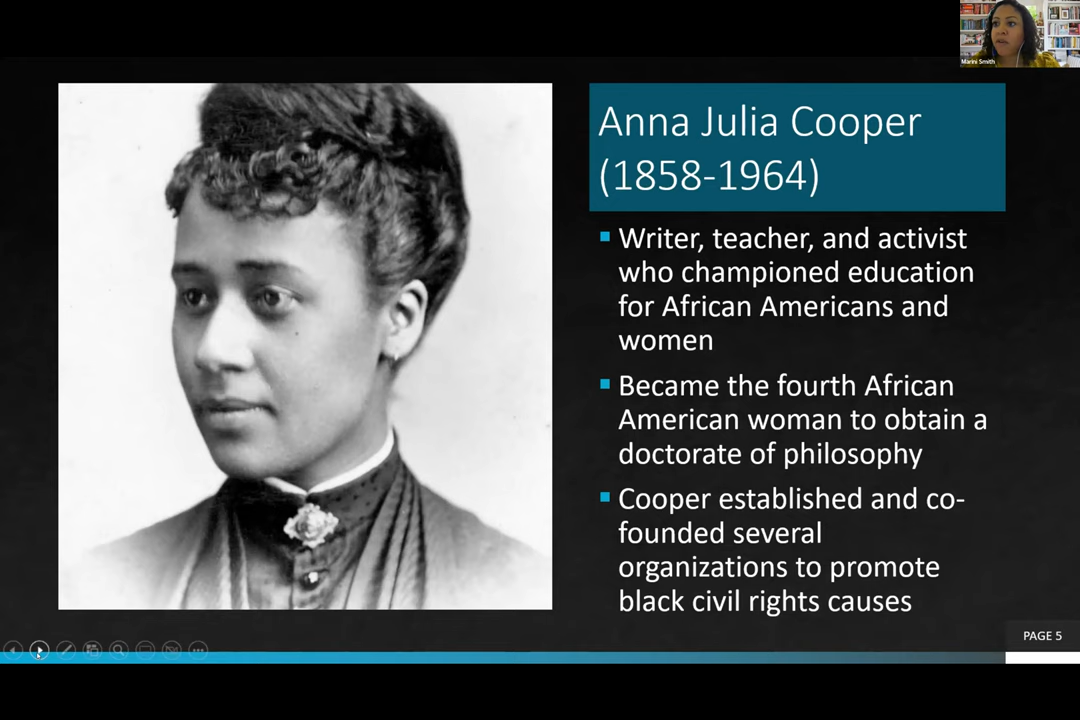 Marini Smith
Anna Julia Cooper
(1858-1964)
Writer, teacher, and activist
who championed education
for African Americans and
women
Became the fourth African
American woman to obtain a
doctorate of philosophy
Cooper established and co-
founded several
organizations to promote
black civil rights causes
PAGE 5